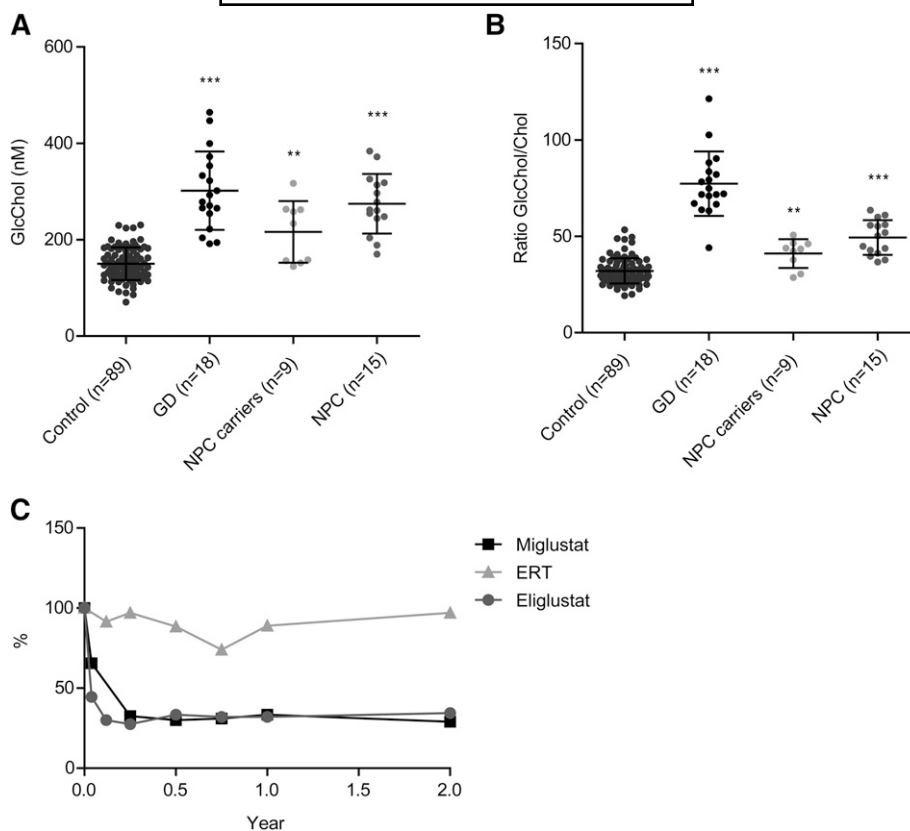 A
600
400
200
0
GlcChol (nM)
***
**
***
Control (n=89)
GD (n=18)
NPC carriers (n=9)
NPC (n=15)
B
150
100
50
0
Ratio GlcChol/Chol
***
**
***
Control (n=89)
GD (n=18)
NPC carriers (n=9)
NPC (n=15)
C
150
100
50
0
%
0.0
0.5
1.0
1.5
2.0
Year
Miglustat
ERT
Eliglustat